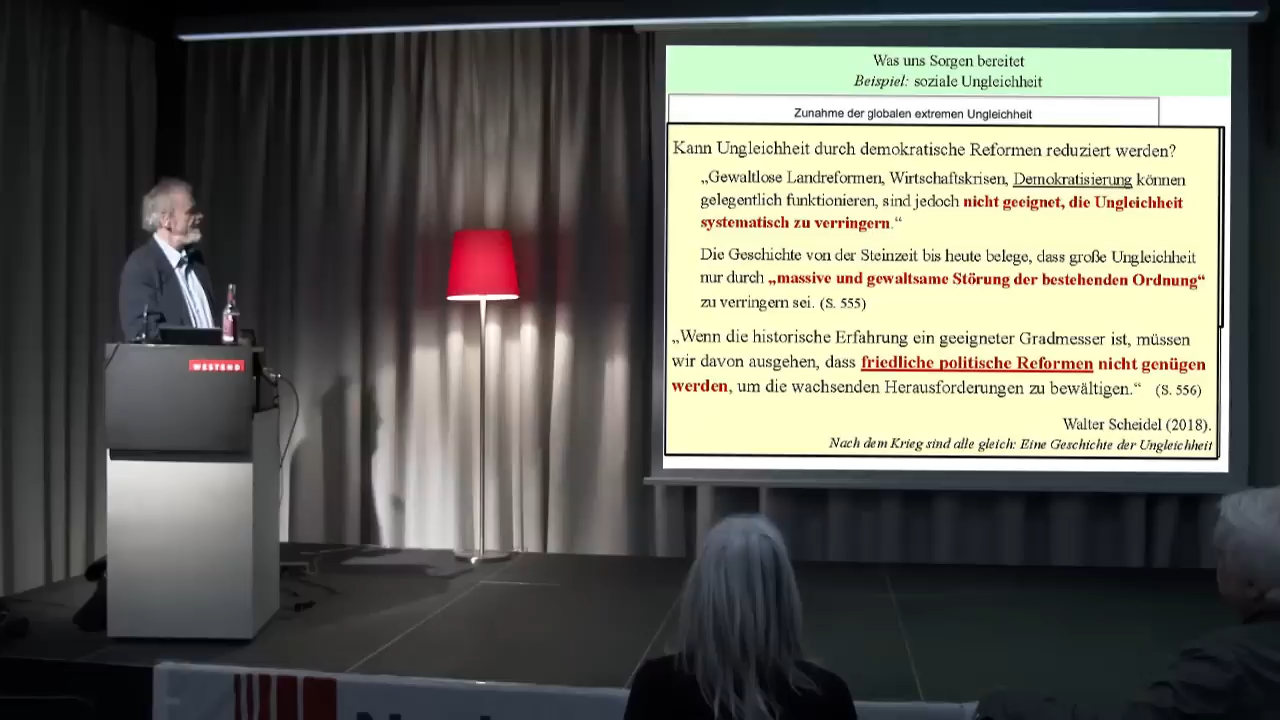 Was uns Sorgen bereitet
Beispiel: soziale Ungleichheit
Zunahme der globalen extremen Ungleichheit
Kann Ungleichheit durch demokratische Reformen reduziert werden?
„Gewaltlose Landreformen, Wirtschaftskrisen, Demokratisierung können
gelegentlich funktionieren, sind jedoch nicht geeignet, die Ungleichheit
systematisch zu verringern.“
Die Geschichte von der Steinzeit bis heute belege, dass große Ungleichheit
nur durch „massive und gewaltsame Störung der bestehenden Ordnung“
zu verringern sei. (S. 555)
„Wenn die historische Erfahrung ein geeigneter Gradmesser ist, müssen
wir davon ausgehen, dass friedliche politische Reformen nicht genügen
werden, um die wachsenden Herausforderungen zu bewältigen.“ (S. 556)
Walter Scheidel (2018).
Nach dem Krieg sind alle gleich: Eine Geschichte der Ungleichheit
WESTEND